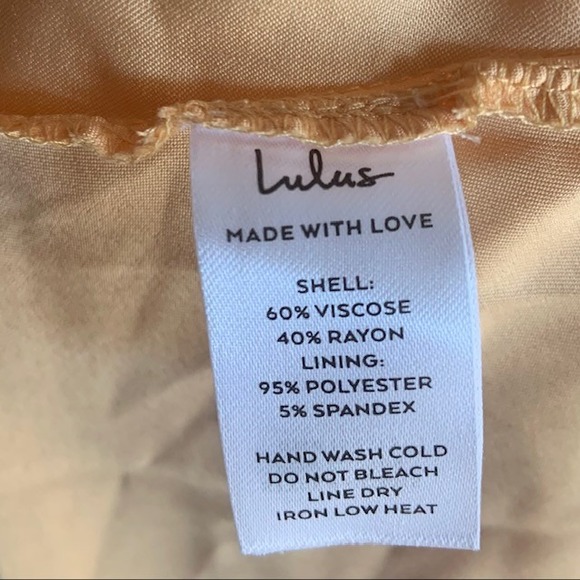 Lulus
MADE WITH LOVE
SHELL:
60% VISCOSE
40% RAYON
LINING:
95% POLYESTER
5% SPANDEX
HAND WASH COLD
DO NOT BLEACH
LINE DRY
IRON LOW HEAT